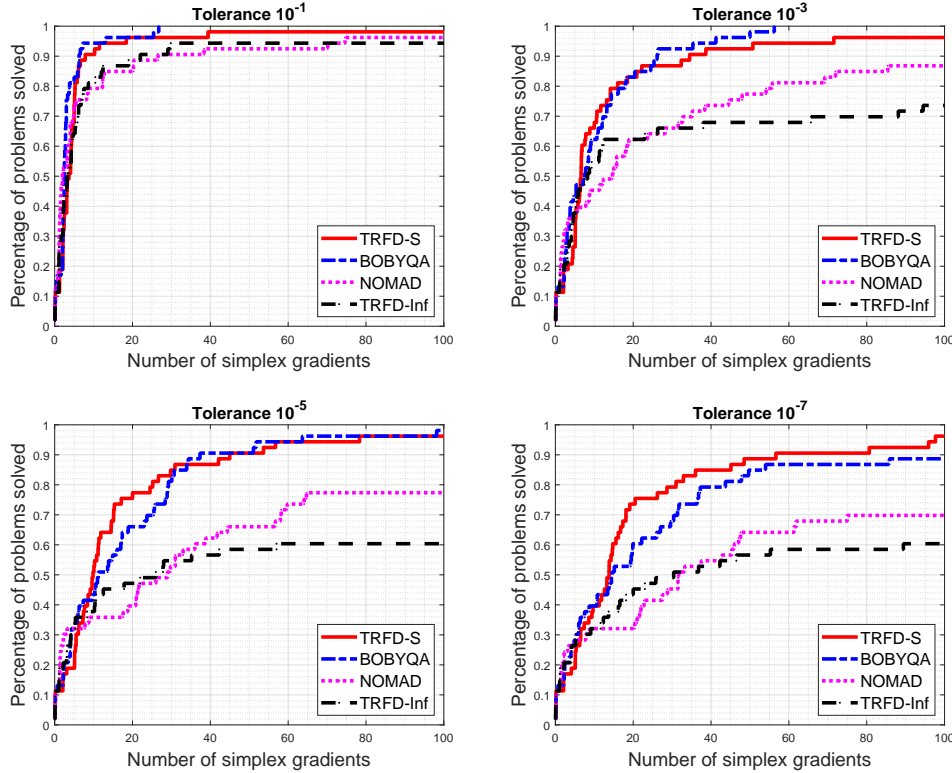 Tolerance 10-1
Percentage of problems solved
1
0.9
0.8
0.7
0.6
0.5
0.4
0.3
0.2
0.1
0
0 20 40 60 80 100
Number of simplex gradients
TRFD-S
BOBYQA
NOMAD
TRFD-Inf
Tolerance 10-3
Percentage of problems solved
1
0.9
0.8
0.7
0.6
0.5
0.4
0.3
0.2
0.1
0
0 20 40 60 80 100
Number of simplex gradients
TRFD-S
BOBYQA
NOMAD
TRFD-Inf
Tolerance 10-5
Percentage of problems solved
1
0.9
0.8
0.7
0.6
0.5
0.4
0.3
0.2
0.1
0
0 20 40 60 80 100
Number of simplex gradients
TRFD-S
BOBYQA
NOMAD
TRFD-Inf
Tolerance 10-7
Percentage of problems solved
1
0.9
0.8
0.7
0.6
0.5
0.4
0.3
0.2
0.1
0
0 20 40 60 80 100
Number of simplex gradients
TRFD-S
BOBYQA
NOMAD
TRFD-Inf